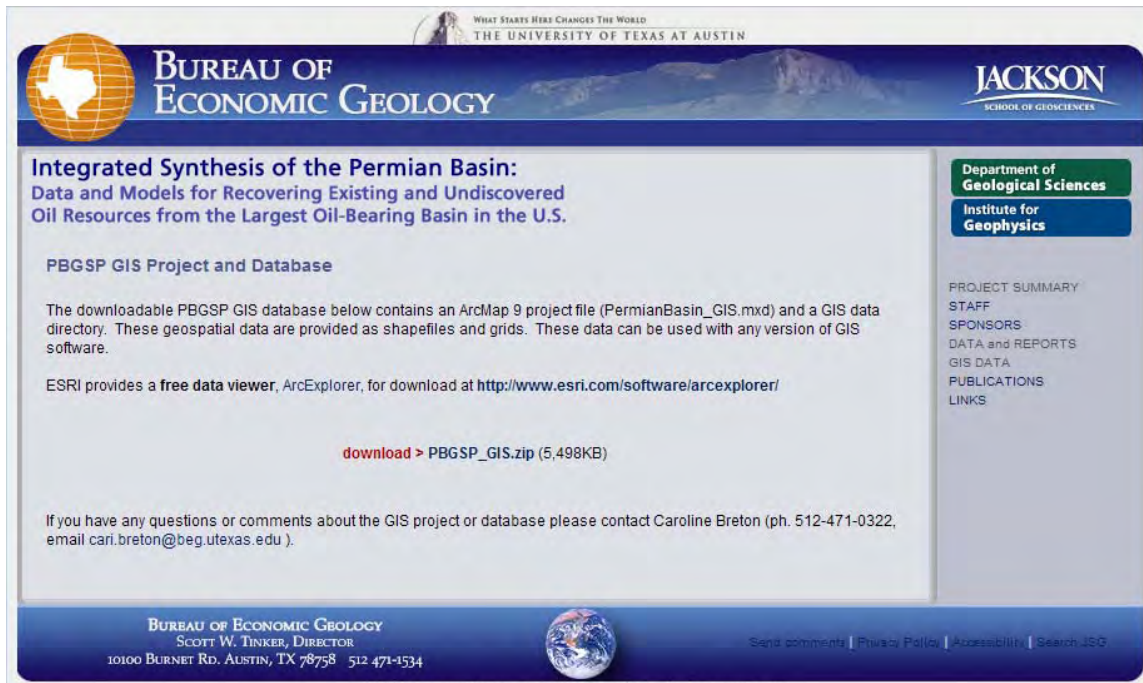 WHAT STARTS HERE CHANGES THE WORLD
THE UNIVERSITY OF TEXAS AT AUSTIN
BUREAU OF
ECONOMIC GEOLOGY
JACKSON
SCHOOL OF GEOSCIENCES
Integrated Synthesis of the Permian Basin:
Data and Models for Recovering Existing and Undiscovered
Oil Resources from the Largest Oil-Bearing Basin in the U.S.
PBGSP GIS Project and Database
The downloadable PBGSP GIS database below contains an ArcMap 9 project file (PermianBasin_GIS.mxd) and a GIS data
directory. These geospatial data are provided as shapefiles and grids. These data can be used with any version of GIS
software.
ESRI provides a free data viewer, ArcExplorer, for download at http://www.esri.com/software/arcexplorer/
download > PBGSP_GIS.zip (5,498KB)
If you have any questions or comments about the GIS project or database please contact Caroline Breton (ph. 512-471-0322,
email cari.breton@beg.utexas.edu ).
Department of
Geological Sciences
Institute for
Geophysics
PROJECT SUMMARY
STAFF
SPONSORS
DATA and REPORTS
GIS DATA
PUBLICATIONS
LINKS
BUREAU OF ECONOMIC GEOLOGY
SCOTT W. TINKER, DIRECTOR
10100 BURNET RD. AUSTIN, TX 78758 512 471-1534
Send comments | Privacy Policy | Accessibility | Search JSG